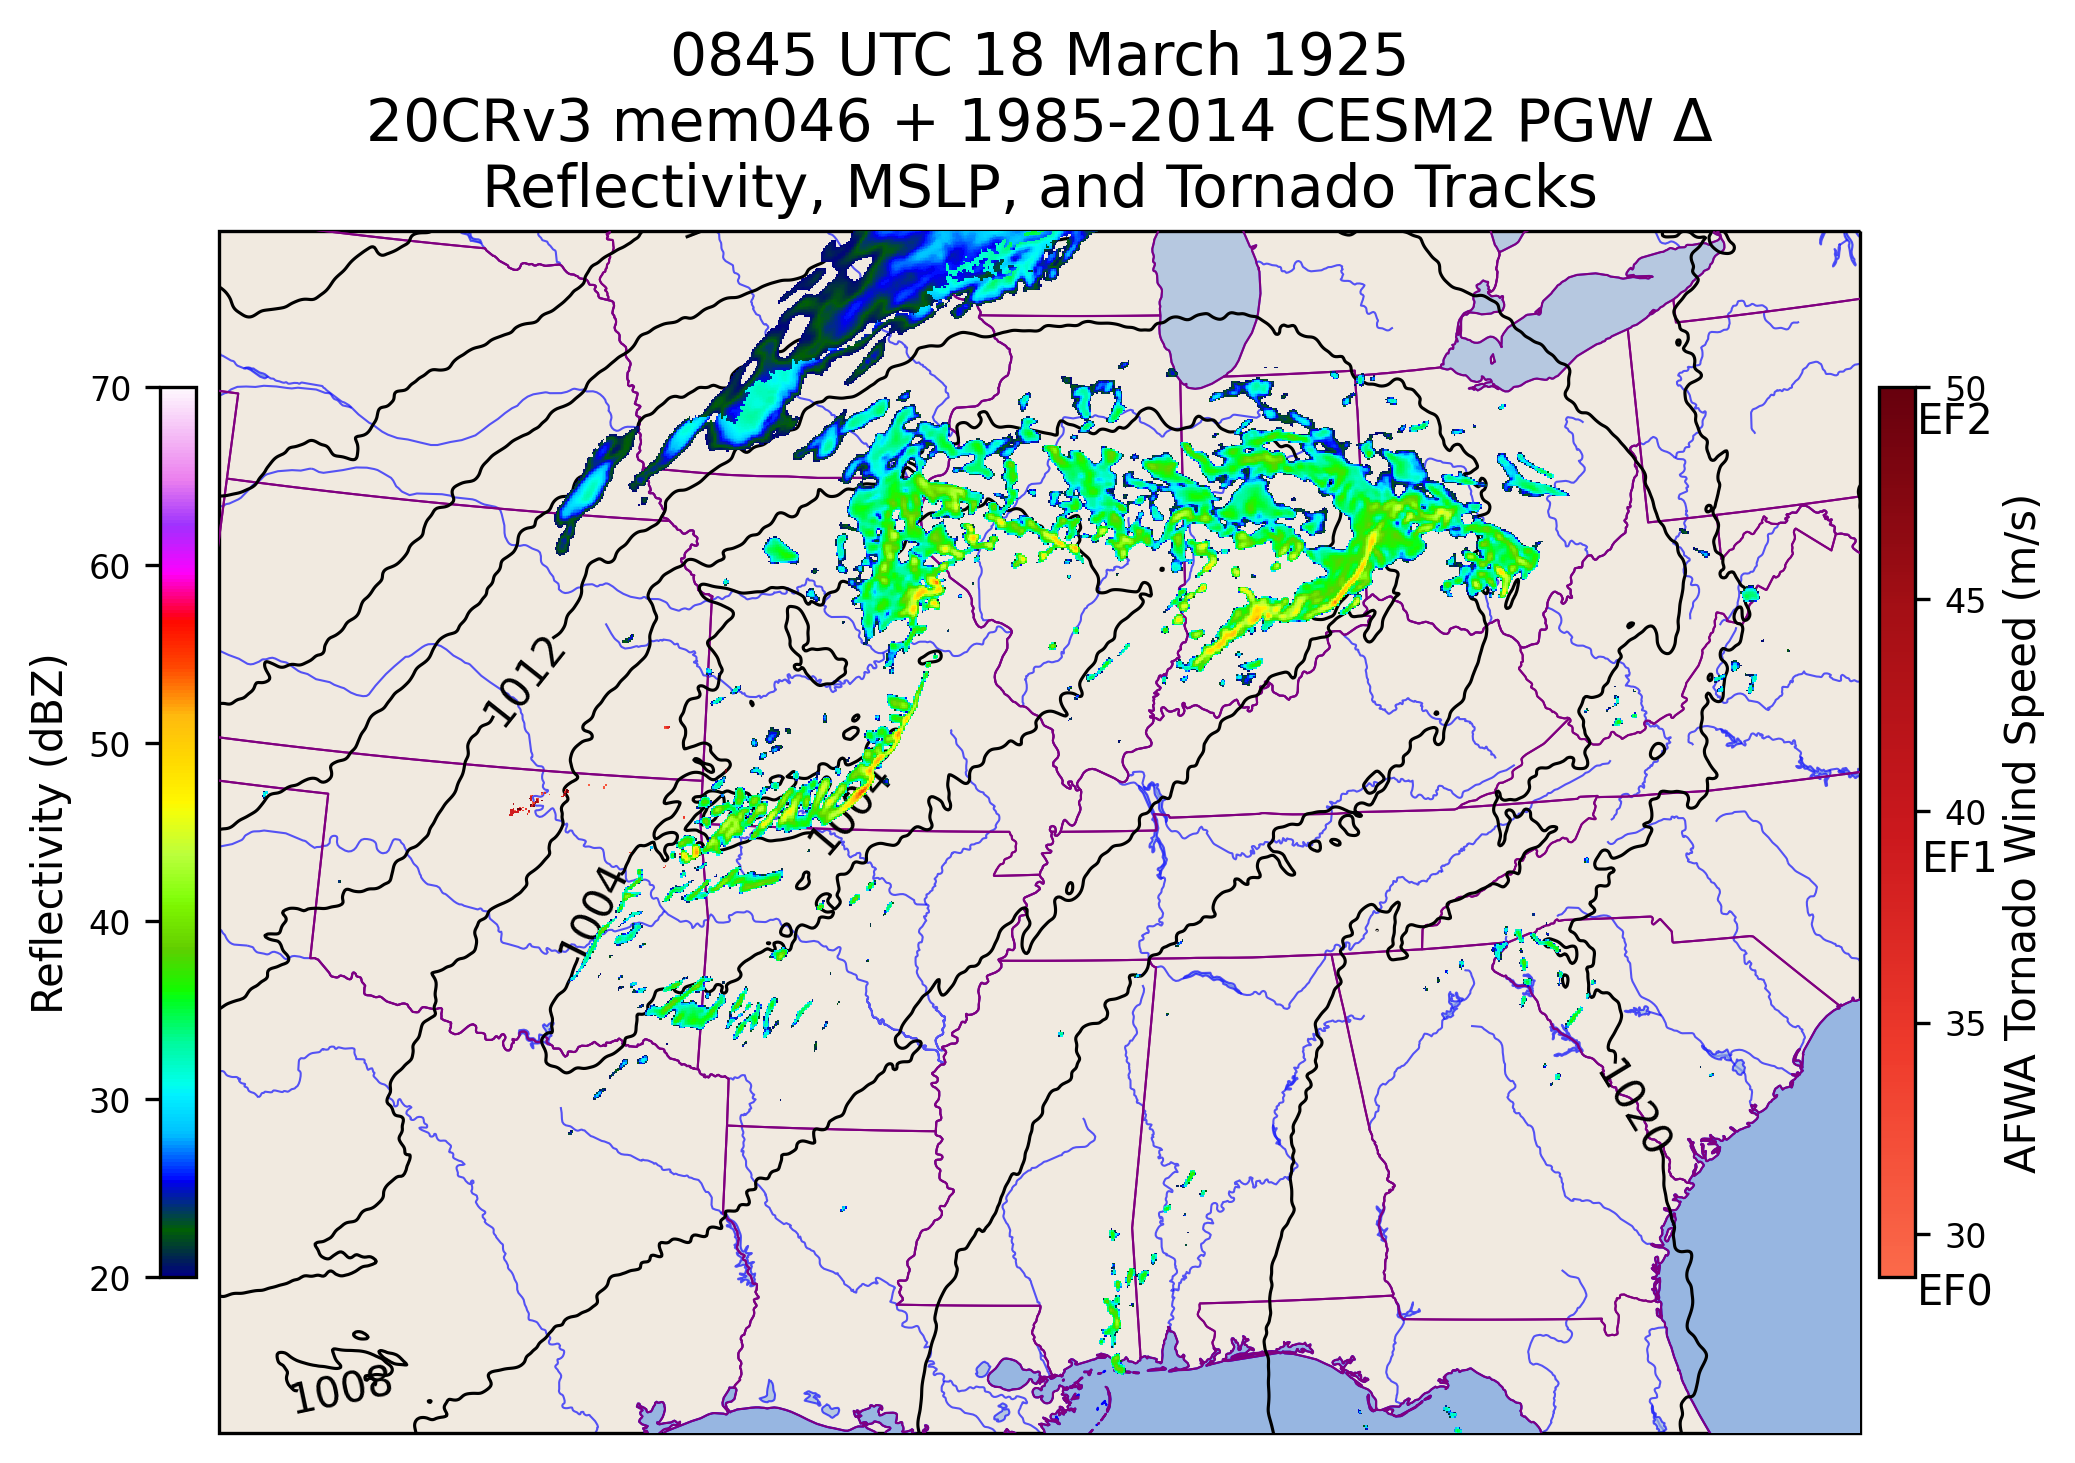 0845 UTC 18 March 1925
20CRv3 mem046 + 1985-2014 CESM2 PGW Δ
Reflectivity, MSLP, and Tornado Tracks
70
60
50
40
30
20
Reflectivity (dBZ)
1012
1004
1004
1008
1020
50
EF2
45
40
EF1
35
30
EF0
AFWA Tornado Wind Speed (m/s)